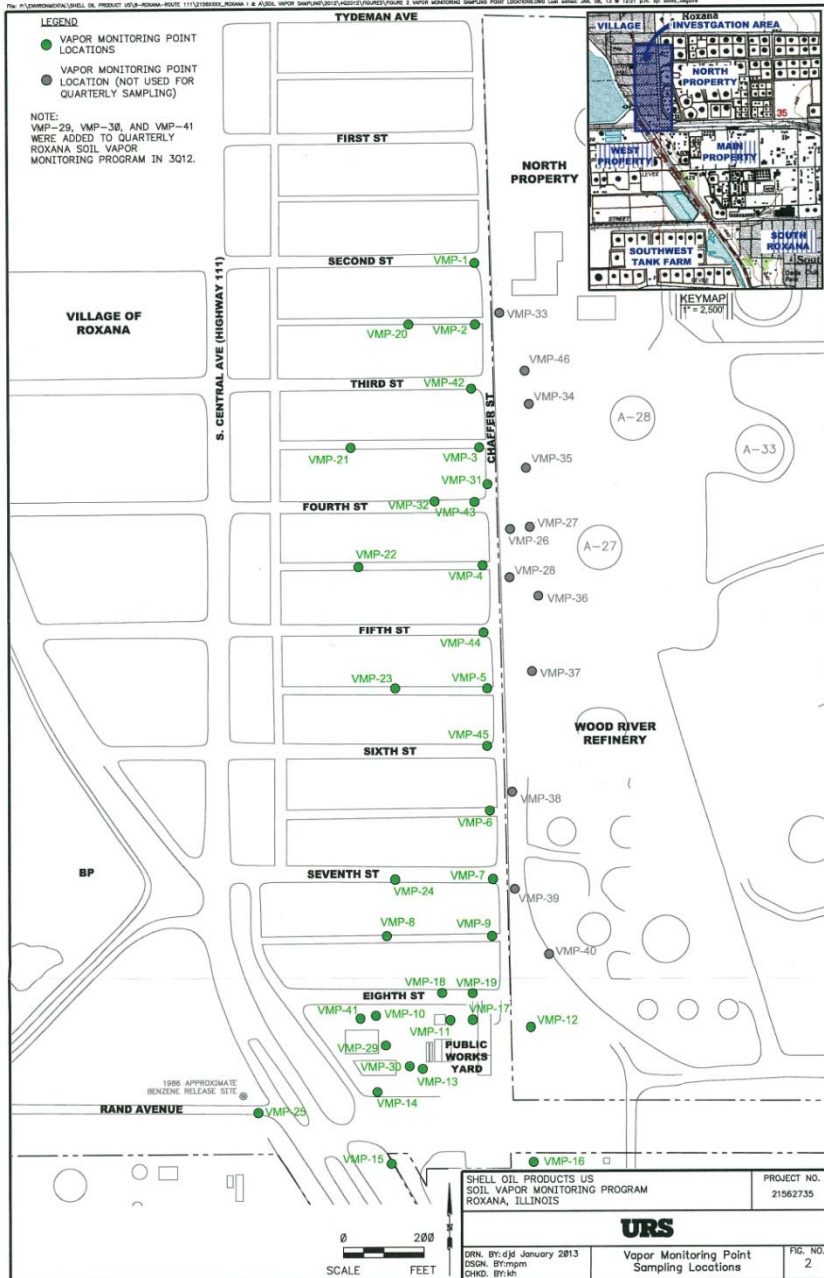 LEGEND
VAPOR MONITORING POINT
LOCATIONS
VAPOR MONITORING POINT
LOCATION (NOT USED FOR
QUARTERLY SAMPLING)
NOTE:
VMP-29, VMP-30, AND VMP-41
WERE ADDED TO QUARTERLY
ROXANA SOIL VAPOR
MONITORING PROGRAM IN 3Q12.
TYDEMAN AVE
FIRST ST
NORTH
PROPERTY
Roxana
VILLAGE
INVESTGATION AREA
NORTH
PROPERTY
35
WEST
PROPERTY
MAIN
PROPERTY
LEVEE
STREET
SOUTHWEST
TANK FARM
SOUTH
ROXANA
Sout
KEYMAP
1" = 2,500'
SECOND ST
VMP-1
VILLAGE OF
ROXANA
S. CENTRAL AVE (HIGHWAY 111)
VMP-33
VMP-20
VMP-2
VMP-46
THIRD ST
VMP-42
VMP-34
CHAFFER ST
A-28
VMP-21
VMP-3
A-33
VMP-35
VMP-31
VMP-32
VMP-43
FOURTH ST
VMP-27
VMP-26
A-27
VMP-22
VMP-4
VMP-28
VMP-36
FIFTH ST
VMP-44
VMP-37
VMP-23
VMP-5
WOOD RIVER
REFINERY
VMP-45
SIXTH ST
VMP-38
VMP-6
BP
SEVENTH ST
VMP-7
VMP-24
VMP-39
VMP-8
VMP-9
VMP-40
VMP-18
VMP-19
EIGHTH ST
VMP-41
VMP-10
VMP-17
VMP-11
VMP-12
VMP-29
PUBLIC
WORKS
YARD
VMP-30
VMP-13
1986 APPROXIMATE
BENZENE RELEASE SITE
VMP-14
RAND AVENUE
VMP-25
VMP-15
VMP-16
0 200
SCALE FEET
SHELL OIL PRODUCTS US
SOIL VAPOR MONITORING PROGRAM
ROXANA, ILLINOIS
PROJECT NO.
21562735
URS
DRN. BY:djd January 2013
DSGN. BY:mpm
CHKD. BY:kh
Vapor Monitoring Point
Sampling Locations
FIG. NO.
2